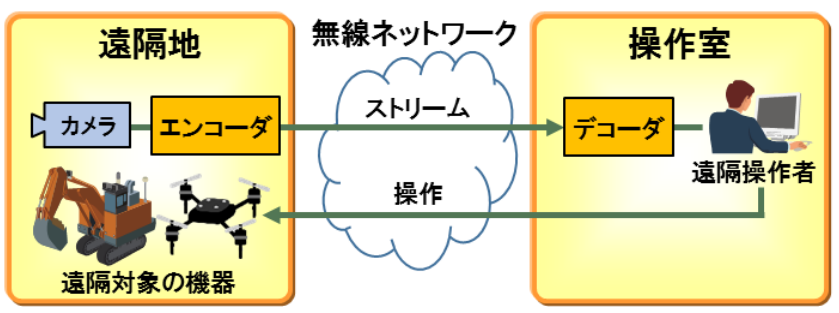 遠隔地
無線ネットワーク
操作室
カメラ
エンコーダ
ストリーム
デコーダ
遠隔操作者
操作
遠隔対象の機器